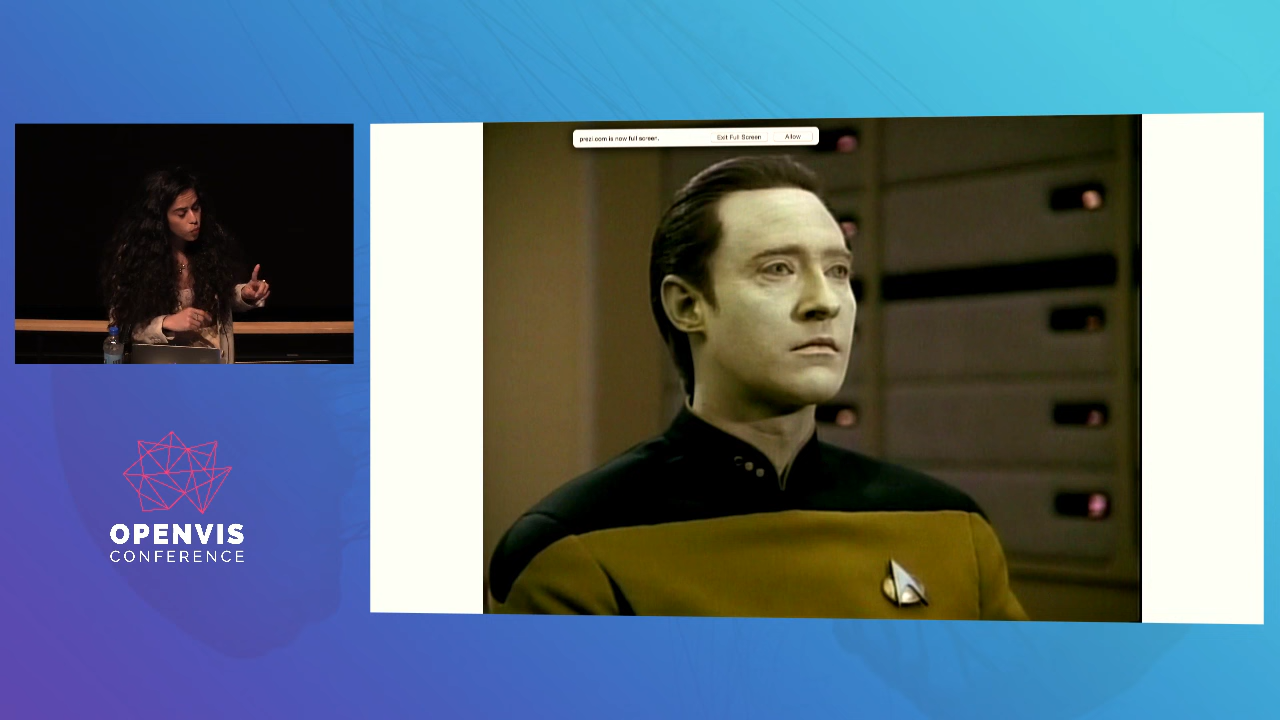 prezi.com is now full screen.
Exit Full Screen
Allow
OPENVIS
CONFERENCE